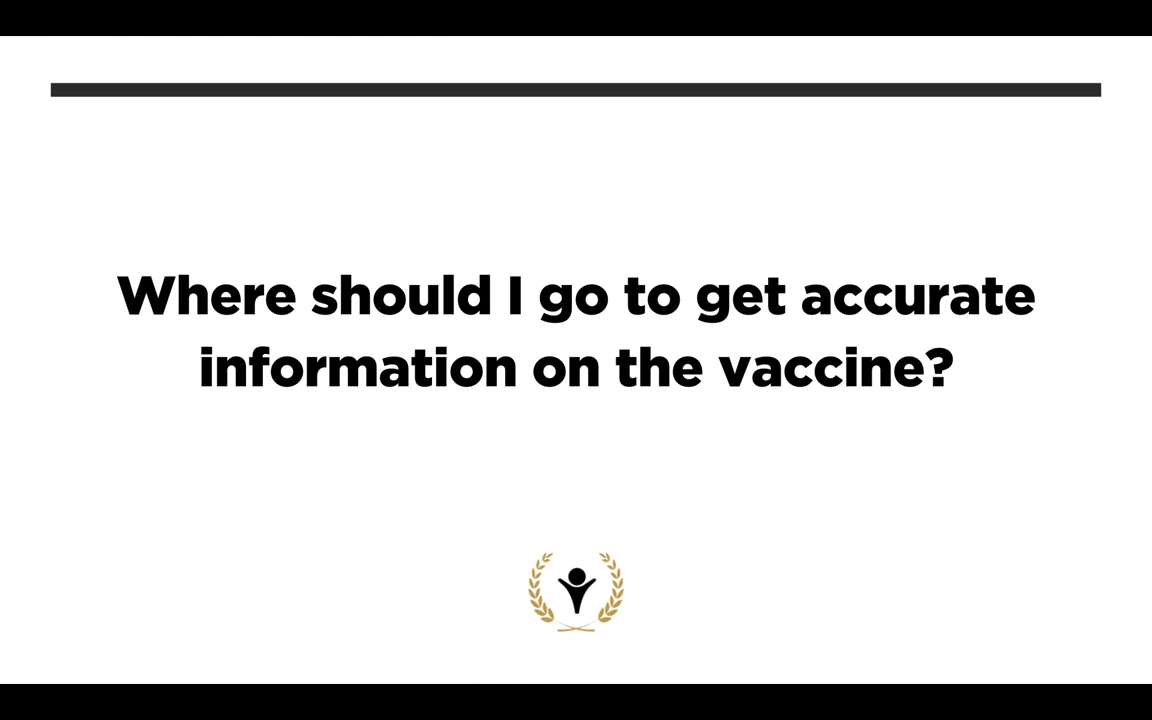 Where should I go to get accurate
information on the vaccine?